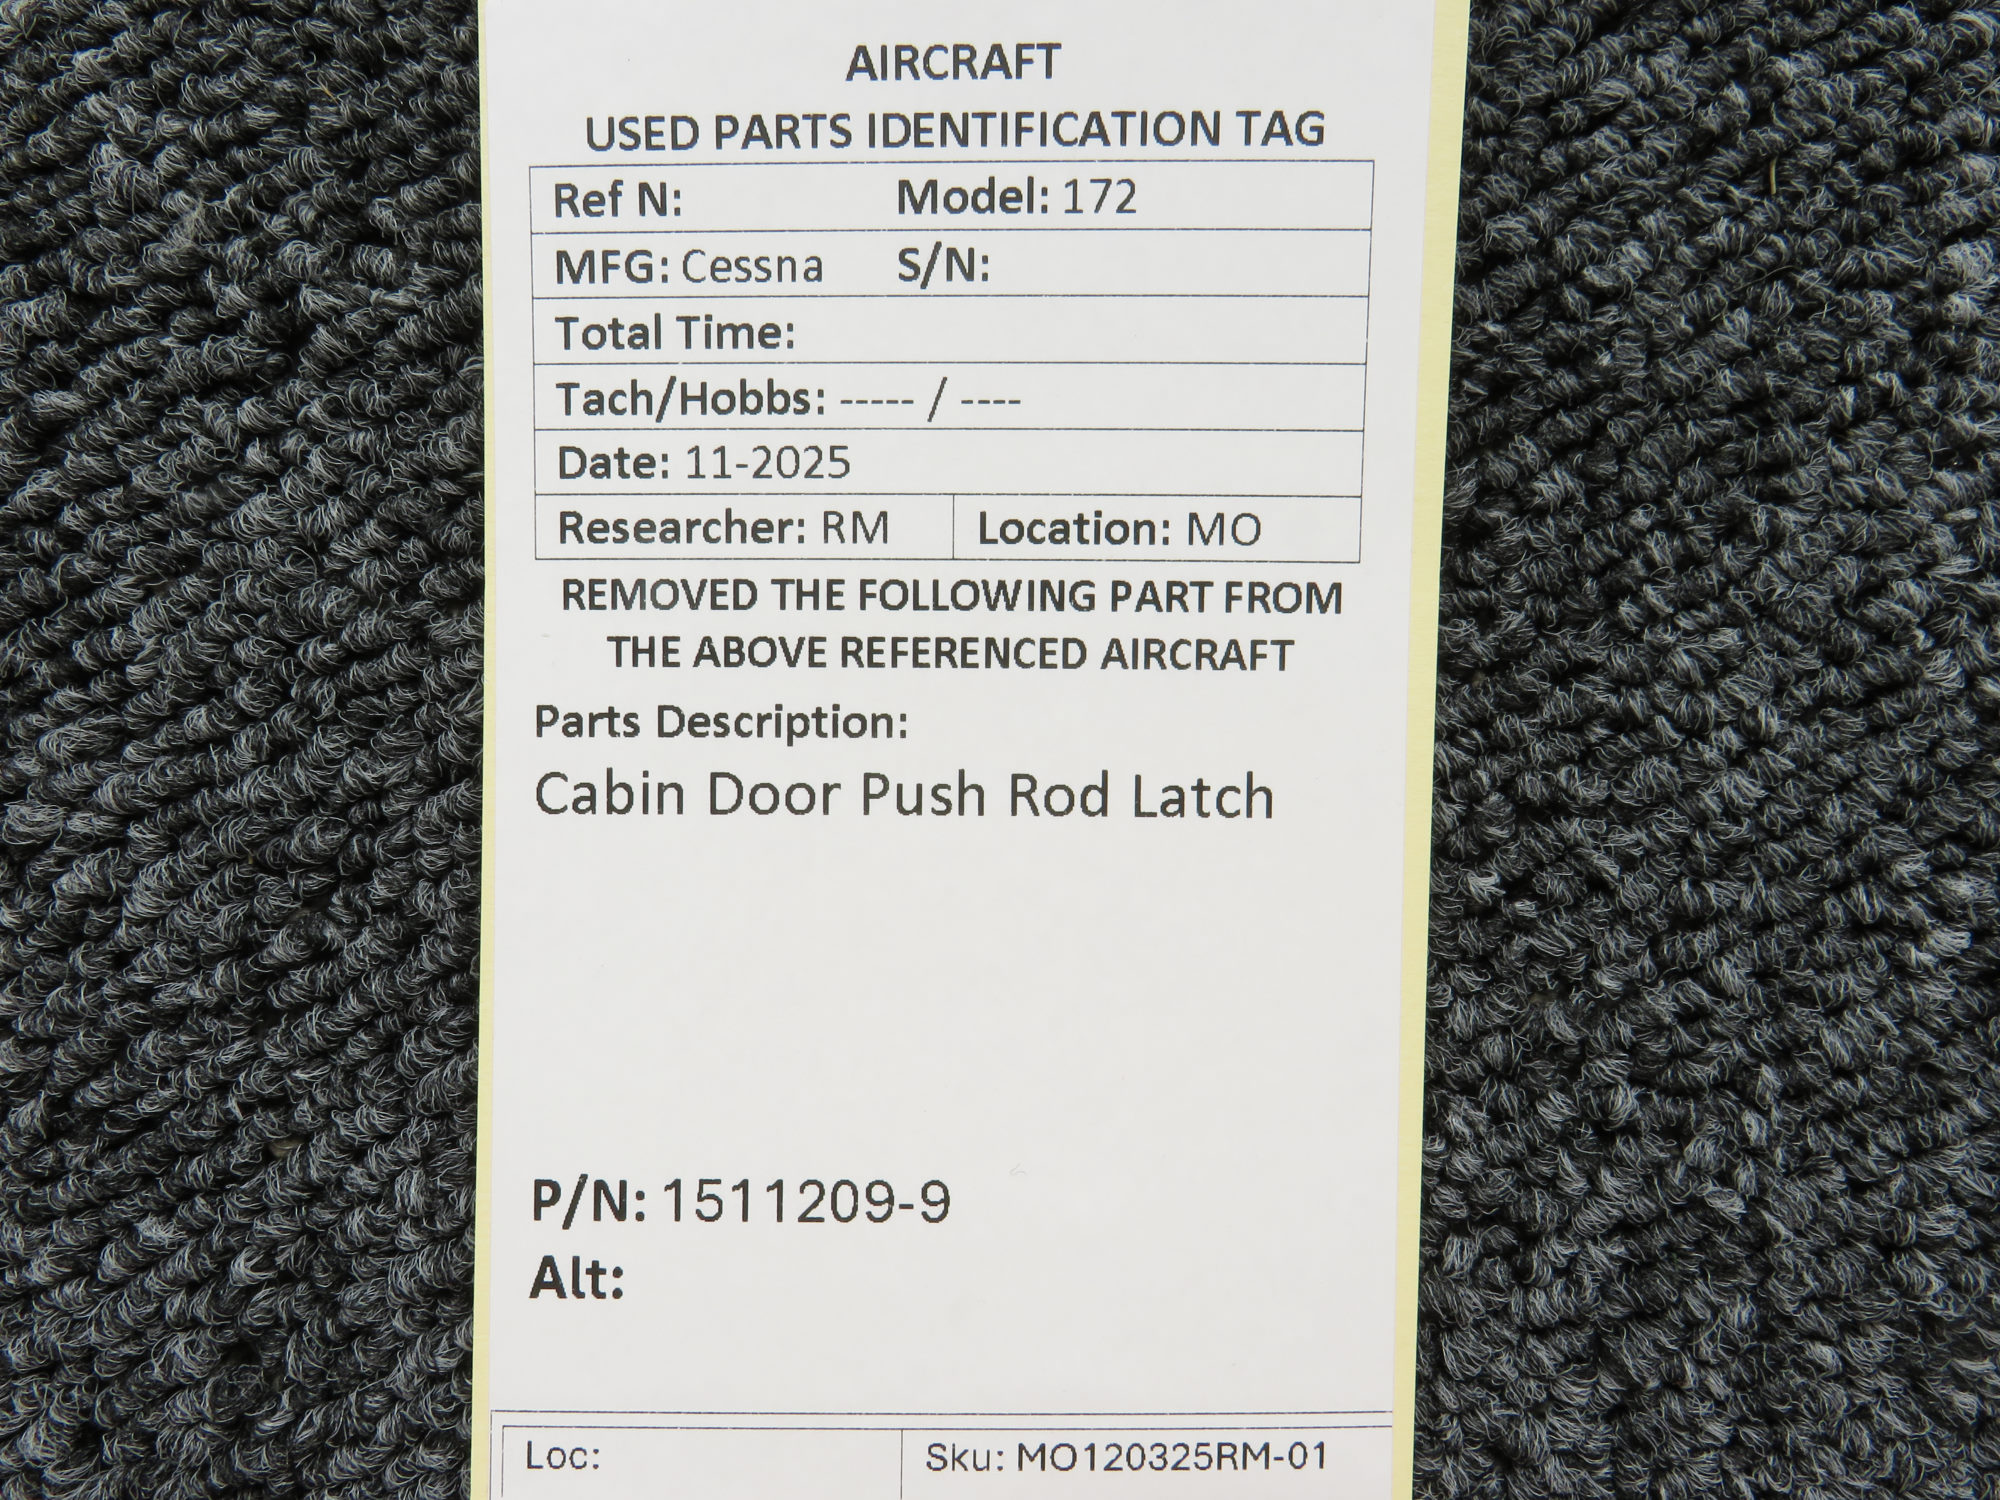 AIRCRAFT
USED PARTS IDENTIFICATION TAG
Ref N: Model: 172
MFG: Cessna S/N:
Total Time:
Tach/Hobbs: ----- / ----
Date: 11-2025
Researcher: RM Location: MO
REMOVED THE FOLLOWING PART FROM
THE ABOVE REFERENCED AIRCRAFT
Parts Description:
Cabin Door Push Rod Latch
P/N: 1511209-9
Alt:
Loc: Sku: MO120325RM-01